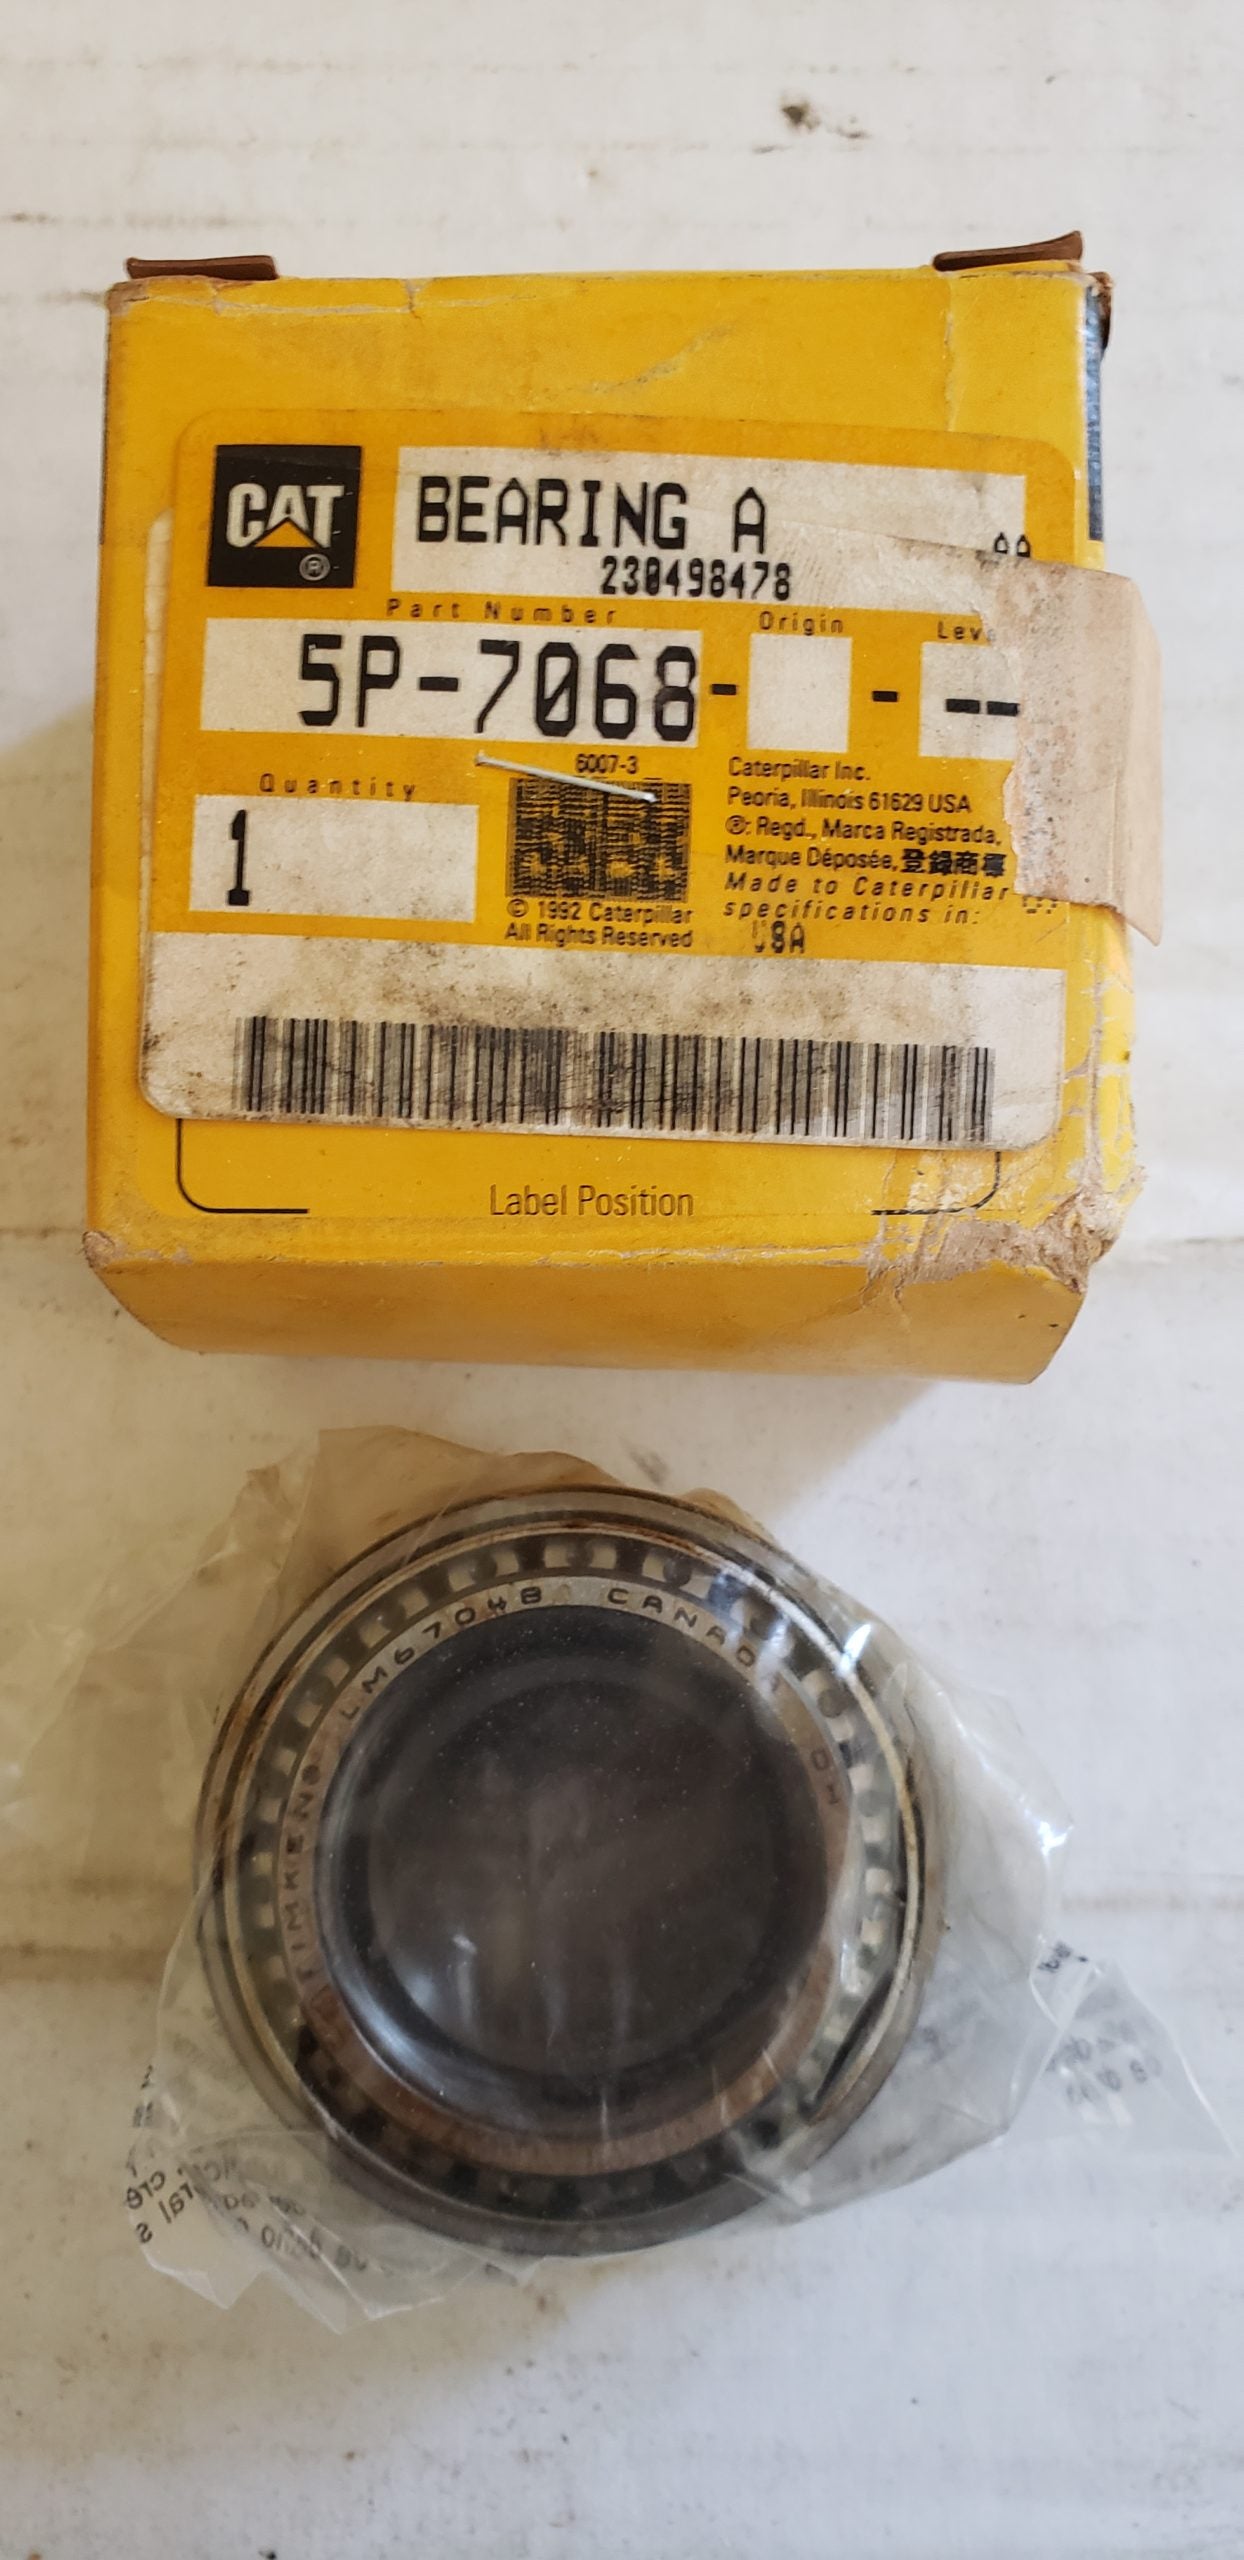 CAT
®
BEARING A
AA
230498478
Part Number
Origin
5P-7068-
-
--
Quantity
1
6007-3
© 1992 Caterpillar
All Rights Reserved
Caterpillar Inc.
Peoria, Illinois 61629 USA
®: Regd., Marca Registrada,
Marque Déposée, 登録商標
Made to Caterpillar
specifications in:
USA
Label Position
TIMKEN® LM67048 CANADA